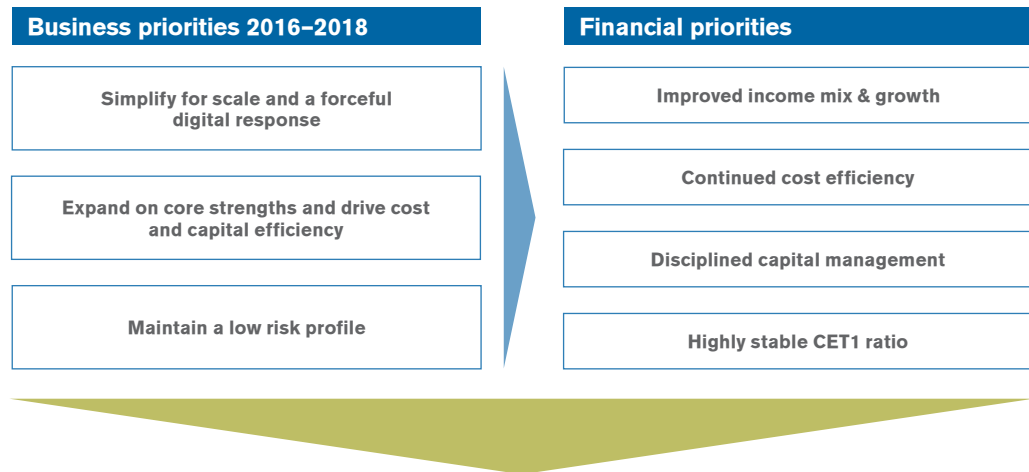 Business priorities 2016–2018
Simplify for scale and a forceful
digital response
Expand on core strengths and drive cost
and capital efficiency
Maintain a low risk profile
Financial priorities
Improved income mix & growth
Continued cost efficiency
Disciplined capital management
Highly stable CET1 ratio